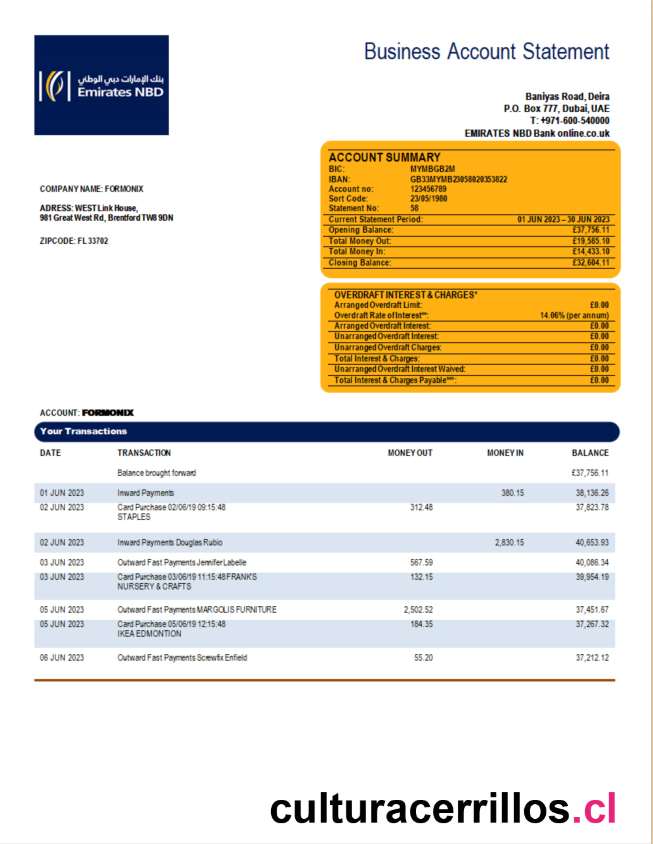 Business Account Statement
بنك الإمارات دبي الوطني
Emirates NBD
Baniyas Road, Deira
P.O. Box 777, Dubai, UAE
T: +971-600-540000
EMIRATES NBD Bank online.co.uk
COMPANY NAME: FORMONIX
ADRESS: WEST Link House,
981 Great West Rd, Brentford TW8 9DN
ZIPCODE: FL 33702
ACCOUNT SUMMARY
BIC: MYMBGB2M
IBAN: GB33MYMB23058020353822
Account no: 123456789
Sort Code: 23/05/1980
Statement No: 58
Current Statement Period: 01 JUN 2023 – 30 JUN 2023
Opening Balance: £37,756.11
Total Money Out: £19,585.10
Total Money In: £14,433.10
Closing Balance: £32,604.11
OVERDRAFT INTEREST & CHARGES*
Arranged Overdraft Limit: £0.00
Overdraft Rate of Interest**: 14.06% (per annum)
Arranged Overdraft Interest: £0.00
Unarranged Overdraft Interest: £0.00
Unarranged Overdraft Charges: £0.00
Total Interest & Charges: £0.00
Unarranged Overdraft Interest Waived: £0.00
Total Interest & Charges Payable***: £0.00
ACCOUNT: FORMONIX
Your Transactions
DATE TRANSACTION MONEY OUT MONEY IN BALANCE
Balance brought forward £37,756.11
01 JUN 2023 Inward Payments 380.15 38,136.26
02 JUN 2023 Card Purchase 02/06/19 09:15:48 312.48 37,823.78
STAPLES
02 JUN 2023 Inward Payments Douglas Rubio 2,830.15 40,653.93
03 JUN 2023 Outward Fast Payments Jennifer Labelle 567.59 40,086.34
03 JUN 2023 Card Purchase 03/06/19 11:15:48 FRANK'S 132.15 39,954.19
NURSERY & CRAFTS
05 JUN 2023 Outward Fast Payments MARGOLIS FURNITURE 2,502.52 37,451.67
05 JUN 2023 Card Purchase 05/06/19 12:15:48 184.35 37,267.32
IKEA EDMONTION
06 JUN 2023 Outward Fast Payments Screwfix Enfield 55.20 37,212.12
culturacerrillos.cl